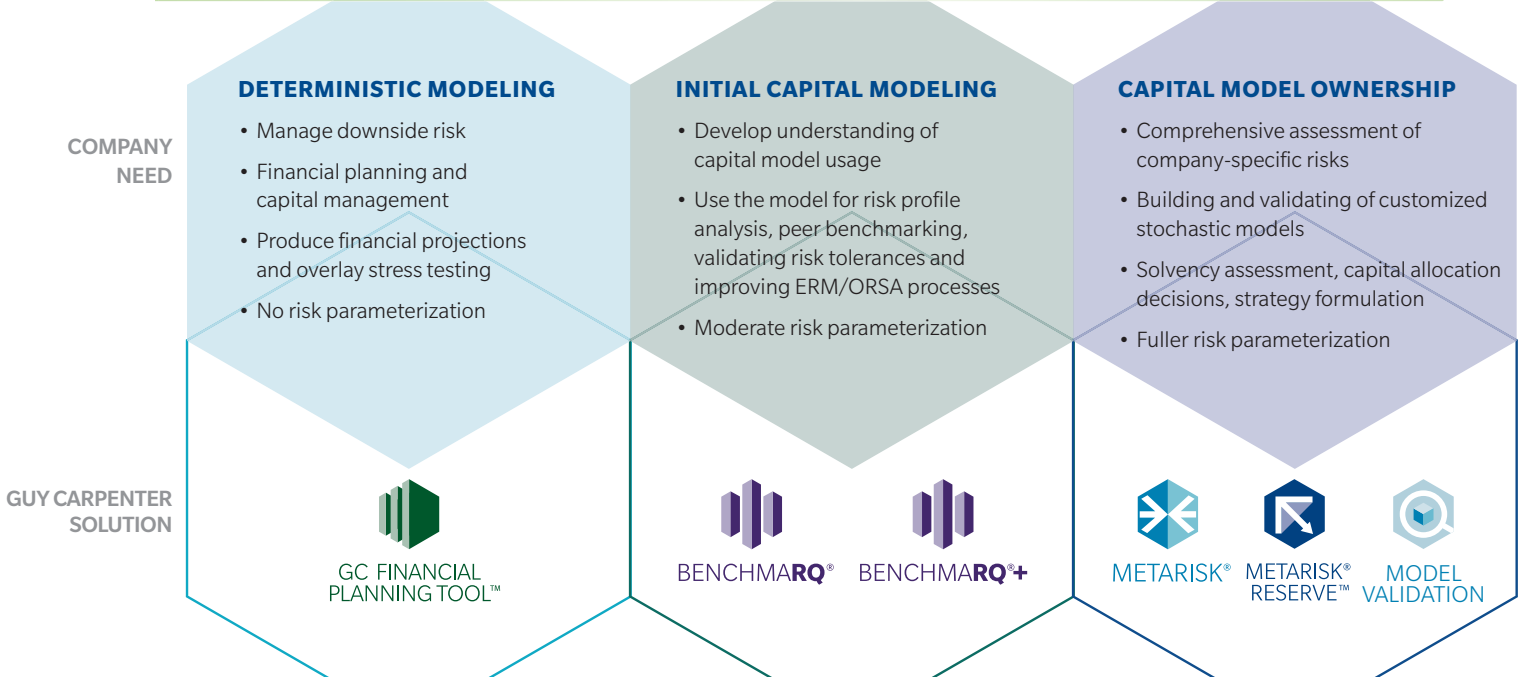 COMPANY
NEED
DETERMINISTIC MODELING
• Manage downside risk
• Financial planning and
capital management
• Produce financial projections
and overlay stress testing
• No risk parameterization
INITIAL CAPITAL MODELING
• Develop understanding of
capital model usage
• Use the model for risk profile
analysis, peer benchmarking,
validating risk tolerances and
improving ERM/ORSA processes
• Moderate risk parameterization
CAPITAL MODEL OWNERSHIP
• Comprehensive assessment of
company-specific risks
• Building and validating of customized
stochastic models
• Solvency assessment, capital allocation
decisions, strategy formulation
• Fuller risk parameterization
GUY CARPENTER
SOLUTION
GC FINANCIAL
PLANNING TOOL™
BENCHMARQ®
BENCHMARQ®+
METARISK®
METARISK®
RESERVE™
MODEL
VALIDATION